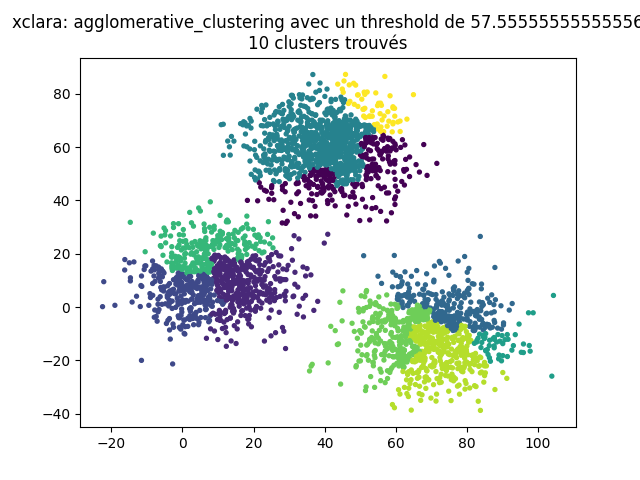 xclara: agglomerative_clustering avec un threshold de 57.55555555555556
10 clusters trouvés
80
60
40
20
0
−20
−40
−20 0 20 40 60 80 100